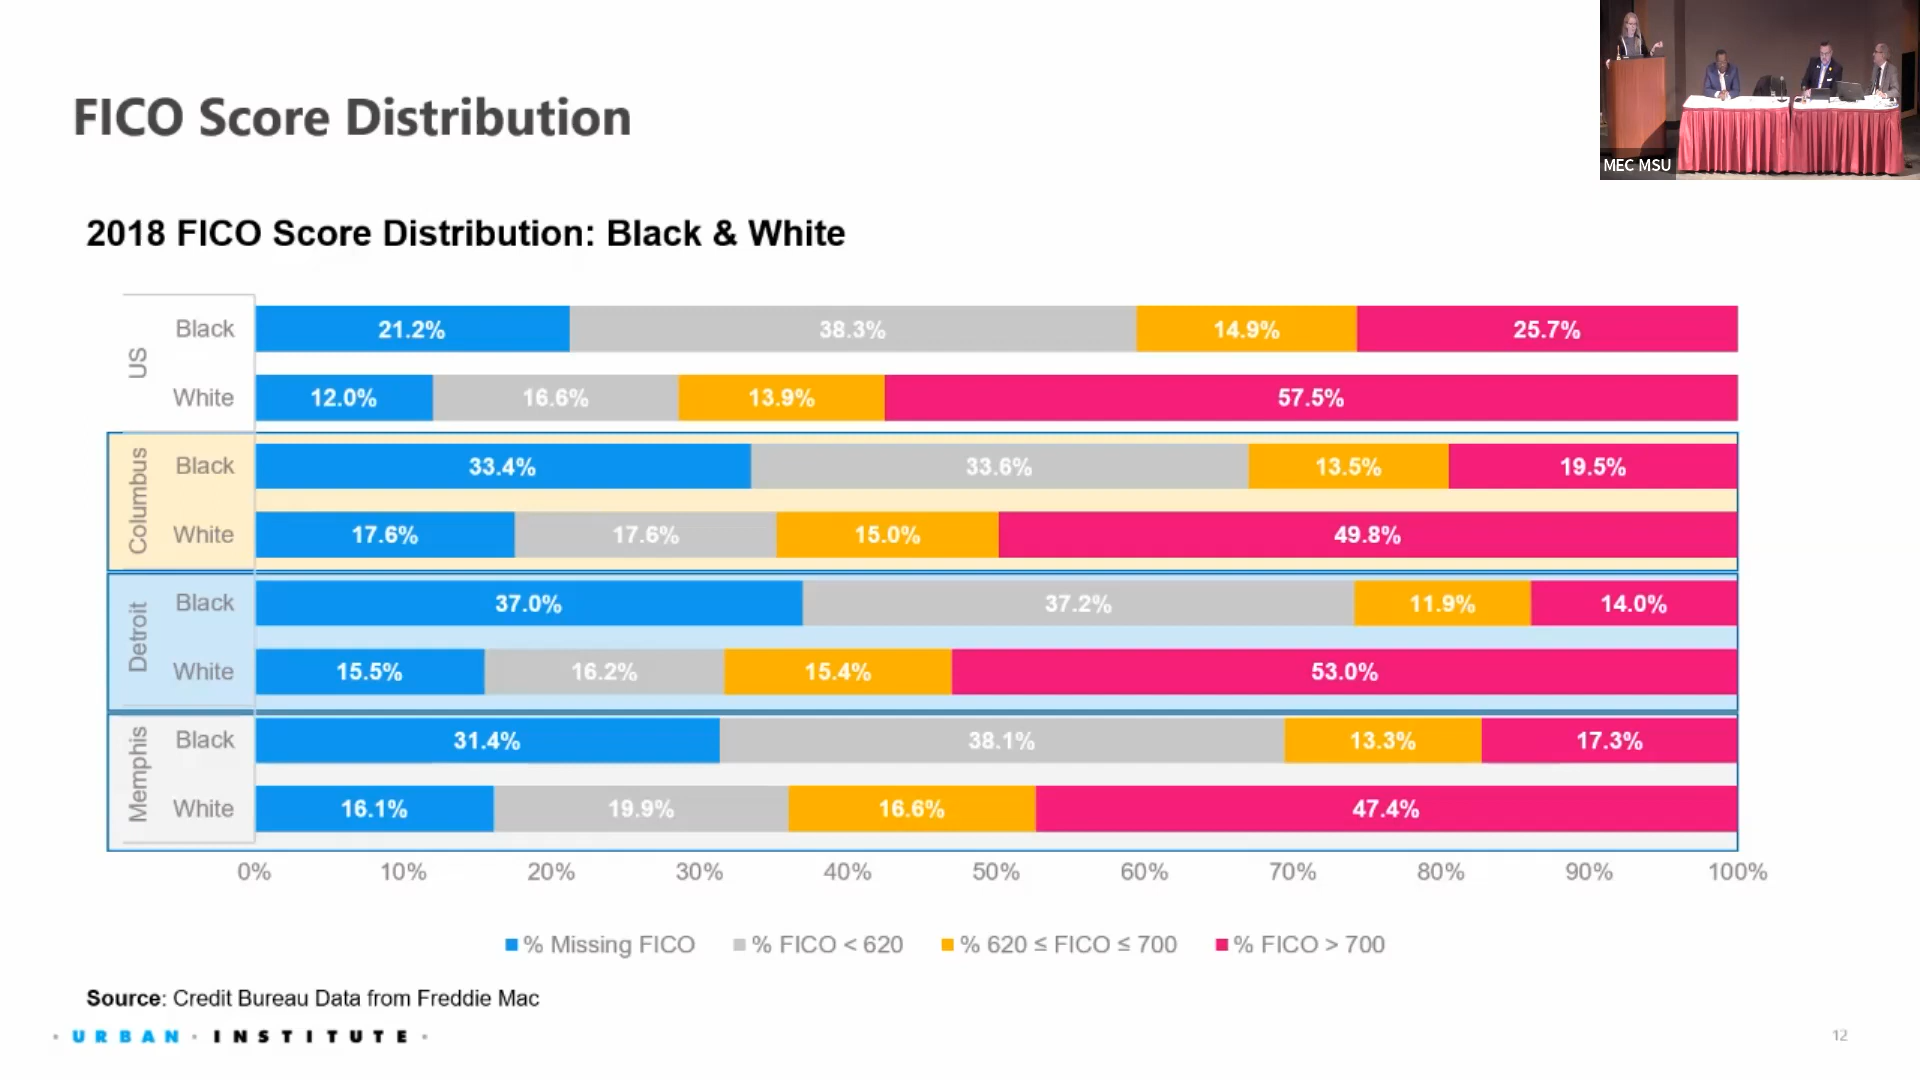 MEC MSU
FICO Score Distribution
2018 FICO Score Distribution: Black & White
US
Black
21.2% 38.3% 14.9% 25.7%
White
12.0% 16.6% 13.9% 57.5%
Columbus
Black
33.4% 33.6% 13.5% 19.5%
White
17.6% 17.6% 15.0% 49.8%
Detroit
Black
37.0% 37.2% 11.9% 14.0%
White
15.5% 16.2% 15.4% 53.0%
Memphis
Black
31.4% 38.1% 13.3% 17.3%
White
16.1% 19.9% 16.6% 47.4%
0% 10% 20% 30% 40% 50% 60% 70% 80% 90% 100%
% Missing FICO % FICO < 620 % 620 ≤ FICO ≤ 700 % FICO > 700
Source: Credit Bureau Data from Freddie Mac
· URBAN · INSTITUTE ·
12